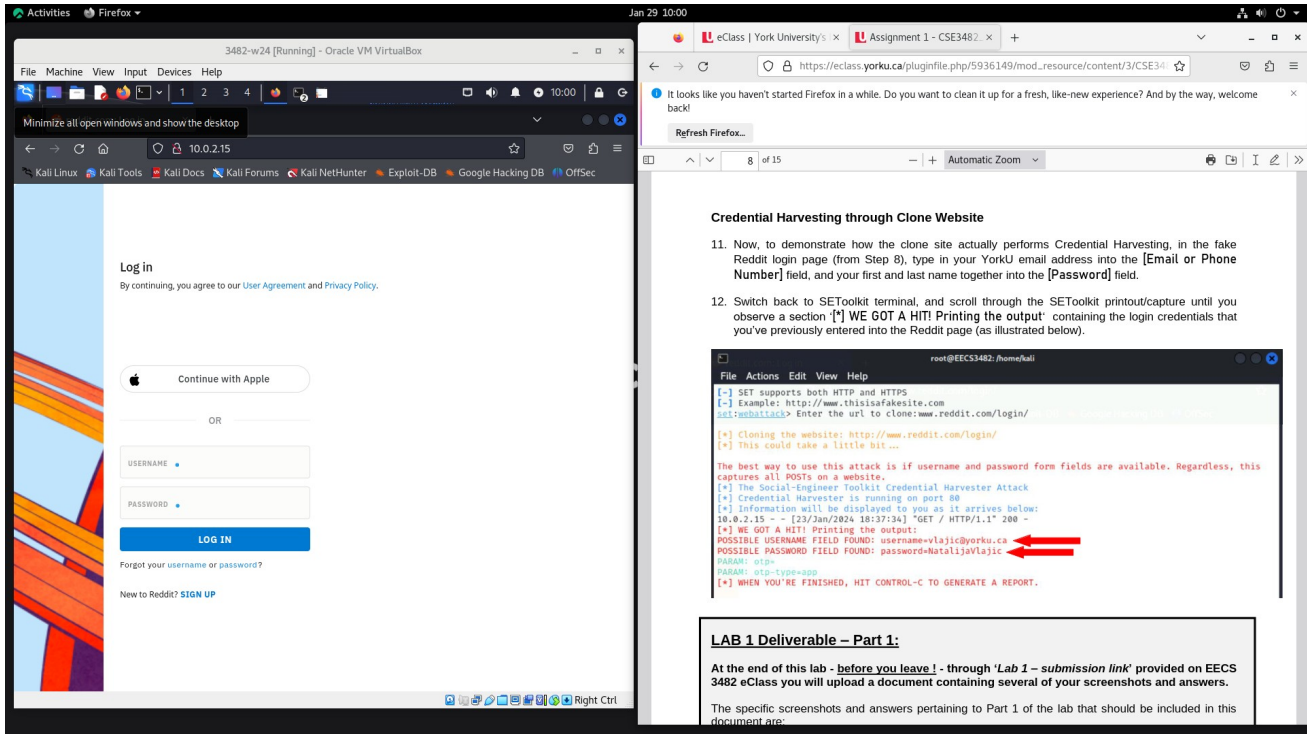 Activities Firefox Jan 29 10:00
3482-w24 [Running] - Oracle VM VirtualBox
File Machine View Input Devices Help
1 2 3 4 10:00
Minimize all open windows and show the desktop
10.0.2.15
Kali Linux Kali Tools Kali Docs Kali Forums Kali NetHunter Exploit-DB Google Hacking DB OffSec
Log in
By continuing, you agree to our User Agreement and Privacy Policy.
Continue with Apple
OR
USERNAME
PASSWORD
LOG IN
Forgot your username or password?
New to Reddit? SIGN UP
Right Ctrl
eClass | York University's Assignment 1 - CSE3482_
https://eclass.yorku.ca/pluginfile.php/5936149/mod_resource/content/3/CSE348
It looks like you haven't started Firefox in a while. Do you want to clean it up for a fresh, like-new experience? And by the way, welcome
back!
Refresh Firefox...
8 of 15 Automatic Zoom
Credential Harvesting through Clone Website
11. Now, to demonstrate how the clone site actually performs Credential Harvesting, in the fake
Reddit login page (from Step 8), type in your YorkU email address into the [Email or Phone
Number] field, and your first and last name together into the [Password] field.
12. Switch back to SEToolkit terminal, and scroll through the SEToolkit printout/capture until you
observe a section '[*] WE GOT A HIT! Printing the output' containing the login credentials that
you've previously entered into the Reddit page (as illustrated below).
root@EECS3482: /home/kali
File Actions Edit View Help
[-] SET supports both HTTP and HTTPS
[-] Example: http://www.thisisafakesite.com
set:webattack> Enter the url to clone:www.reddit.com/login/
[*] Cloning the website: http://www.reddit.com/login/
[*] This could take a little bit...
The best way to use this attack is if username and password form fields are available. Regardless, this
captures all POSTs on a website.
[*] The Social-Engineer Toolkit Credential Harvester Attack
[*] Credential Harvester is running on port 80
[*] Information will be displayed to you as it arrives below:
10.0.2.15 - - [23/Jan/2024 18:37:34] "GET / HTTP/1.1" 200 -
[*] WE GOT A HIT! Printing the output:
POSSIBLE USERNAME FIELD FOUND: username=vlajic@yorku.ca
POSSIBLE PASSWORD FIELD FOUND: password=NatalijaVlajic
PARAM: otp=
PARAM: otp-type=app
[*] WHEN YOU'RE FINISHED, HIT CONTROL-C TO GENERATE A REPORT.
LAB 1 Deliverable – Part 1:
At the end of this lab - before you leave ! - through 'Lab 1 – submission link' provided on EECS
3482 eClass you will upload a document containing several of your screenshots and answers.
The specific screenshots and answers pertaining to Part 1 of the lab that should be included in this
document are: